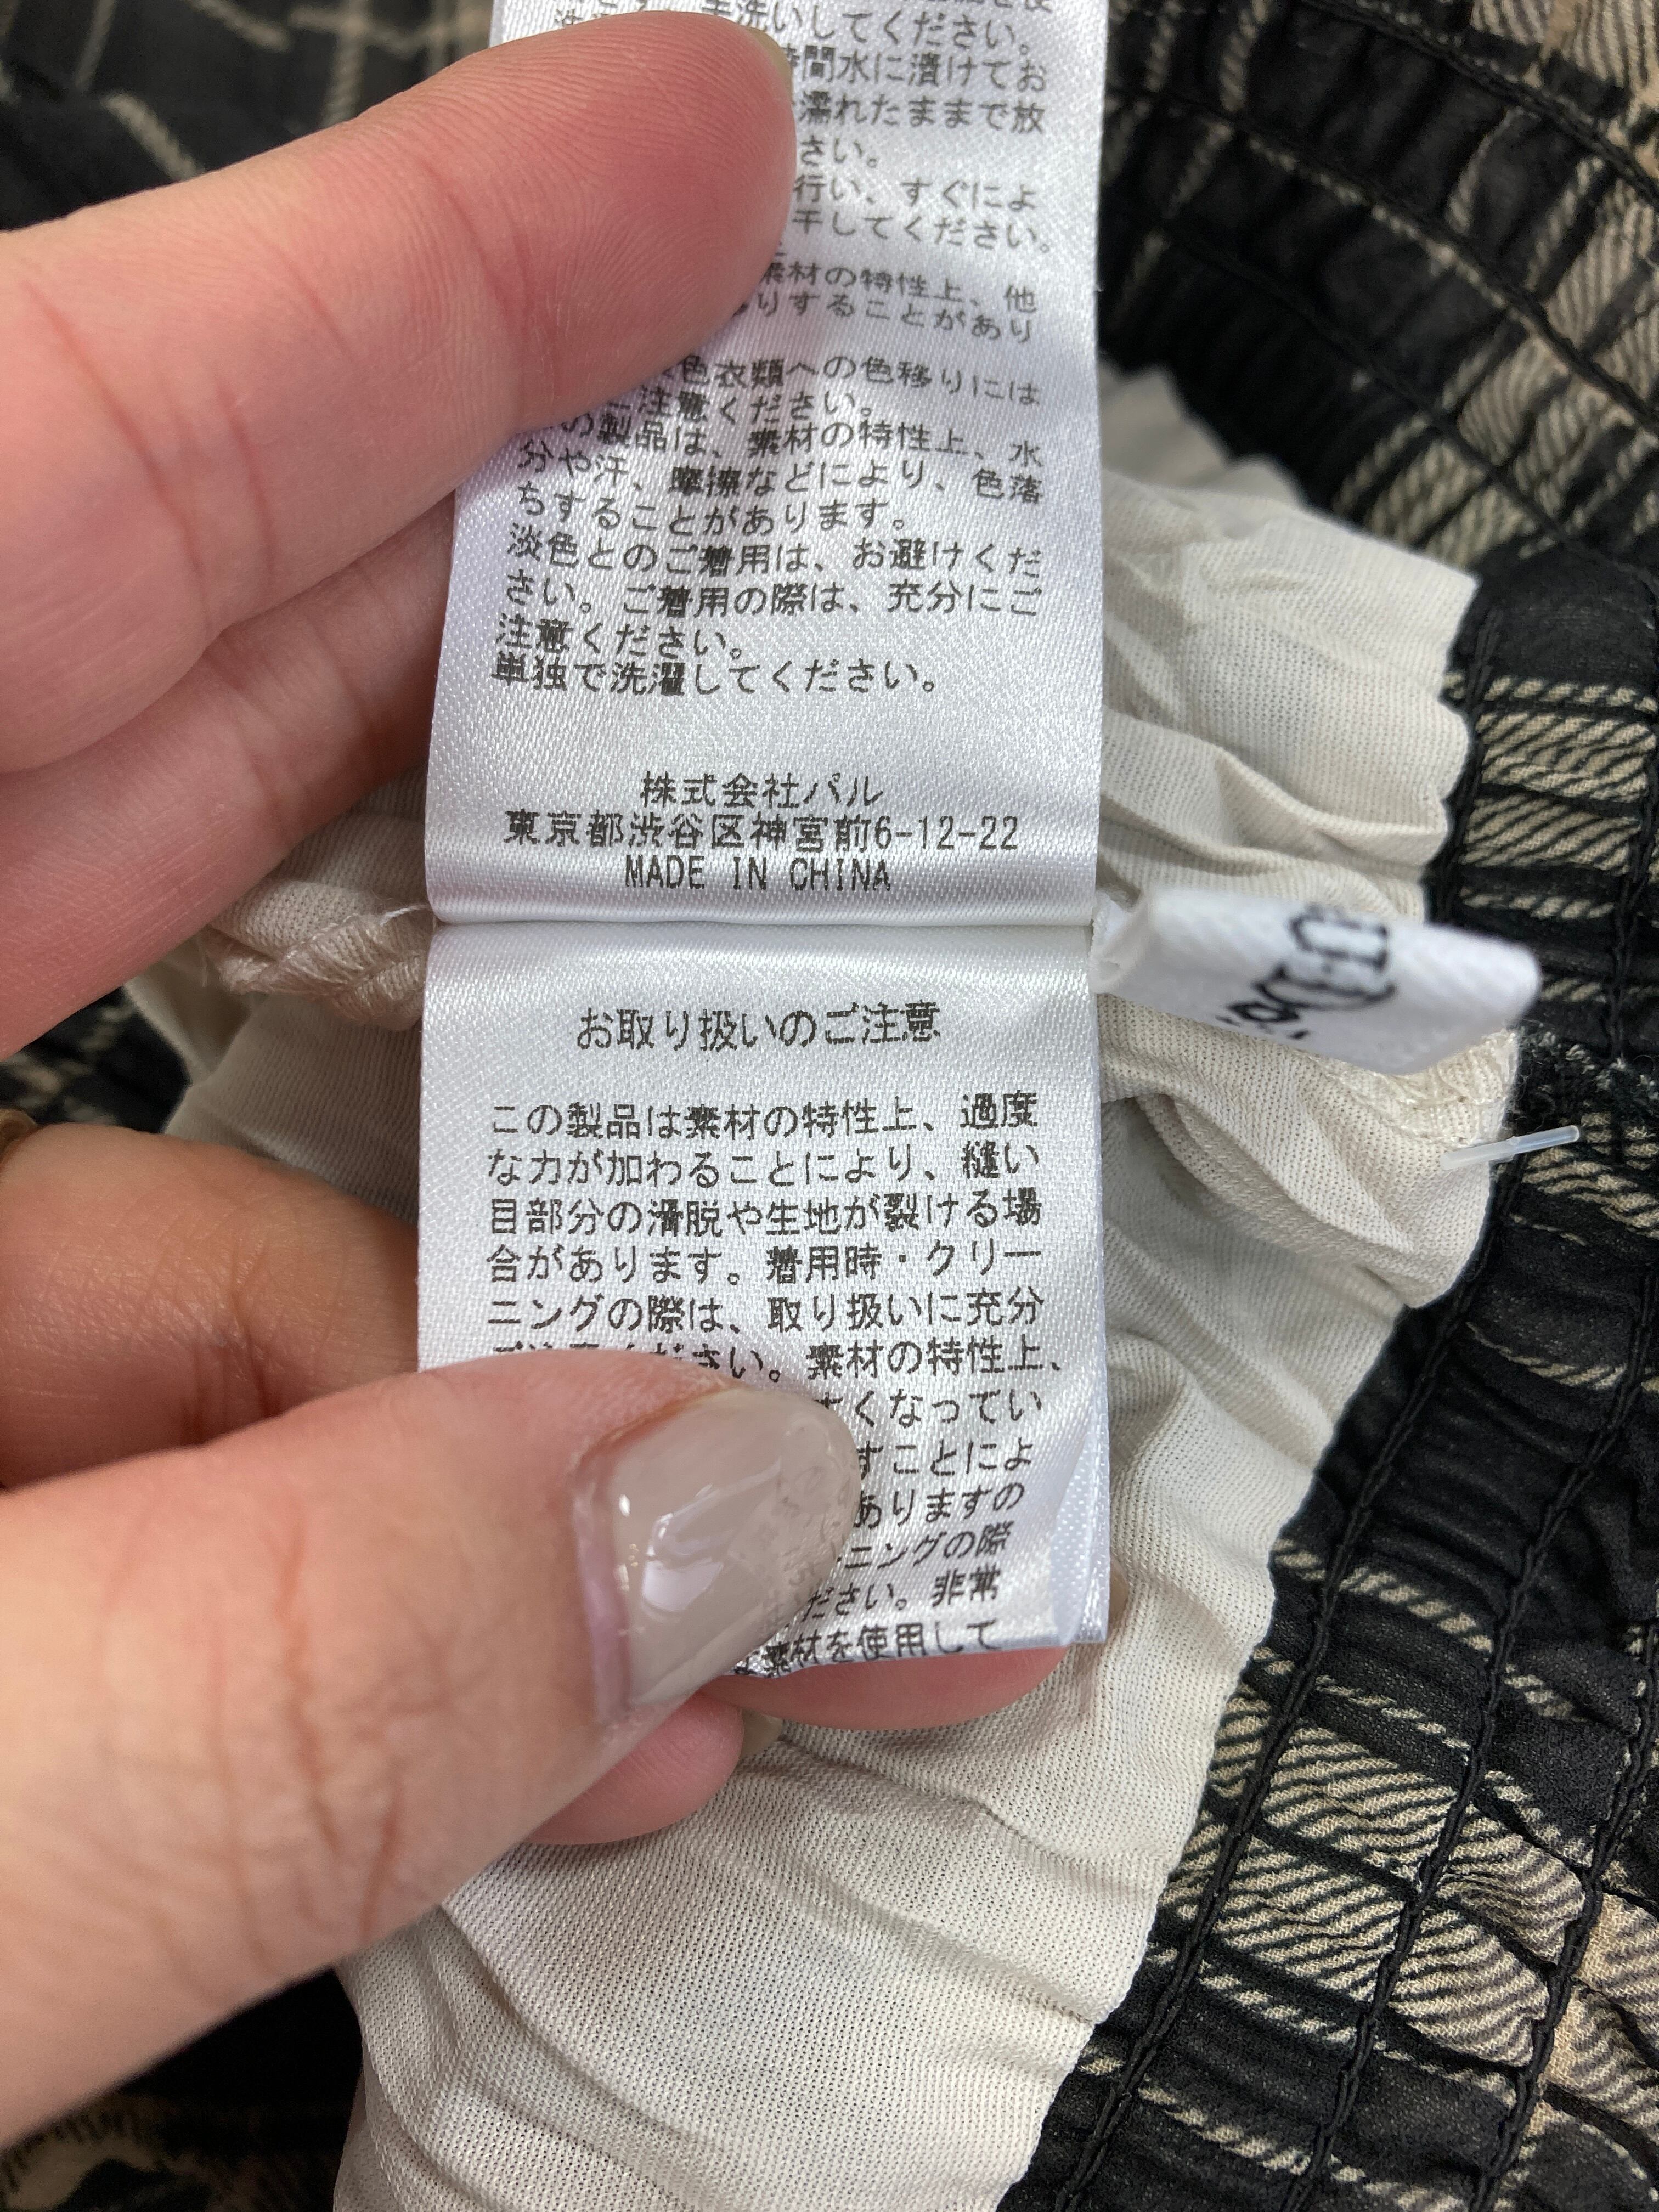 手洗いしてください。
間水に漬けてお
濡れたままで放
さい。
行い、すぐによ
干してください。
素材の特性上、他
りすることがあり
色衣類への色移りには
ご注意ください。
の製品は、素材の特性上、水
分や汗、摩擦などにより、色落
ちすることがあります。
淡色とのご着用は、お避けくだ
さい。ご着用の際は、充分にご
注意ください。
単独で洗濯してください。
株式会社パル
東京都渋谷区神宮前6-12-22
MADE IN CHINA
お取り扱いのご注意
この製品は素材の特性上、過度
な力が加わることにより、縫い
目部分の滑脱や生地が裂ける場
合があります。着用時・クリー
ニングの際は、取り扱いに充分
ご注意ください。素材の特性上、
すくなってい
すことによ
ありますの
ニングの際
ださい。非常
素材を使用して